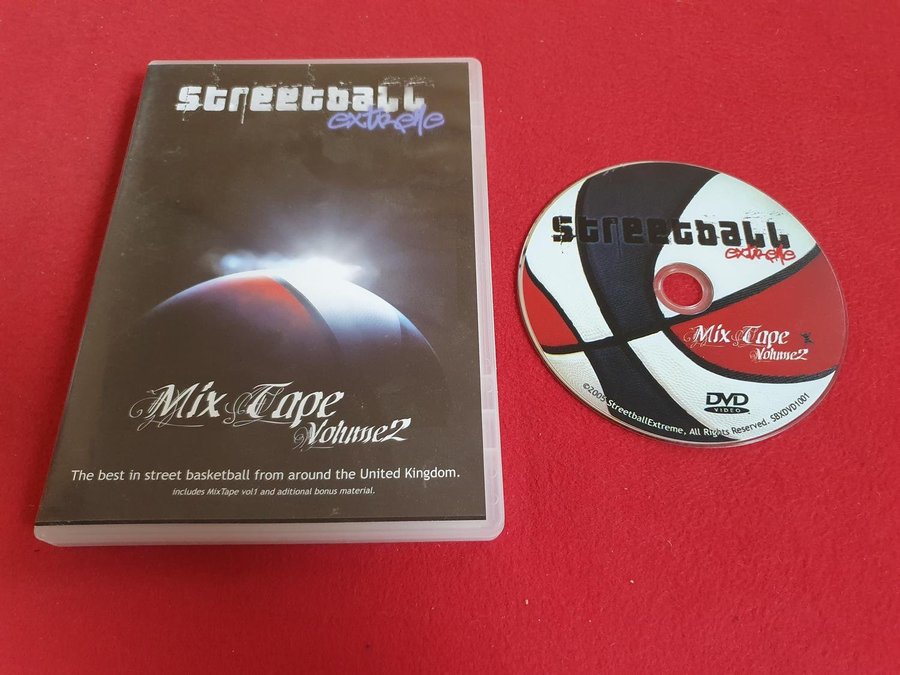 streetball
extreme
Mix Tape
Volume2
The best in street basketball from around the United Kingdom.
includes MixTape vol1 and aditional bonus material.
streetball
extreme
Mix Tape
Volume2
DVD
VIDEO
©2005 StreetballExtreme, All Rights Reserved. SBXDVD1001